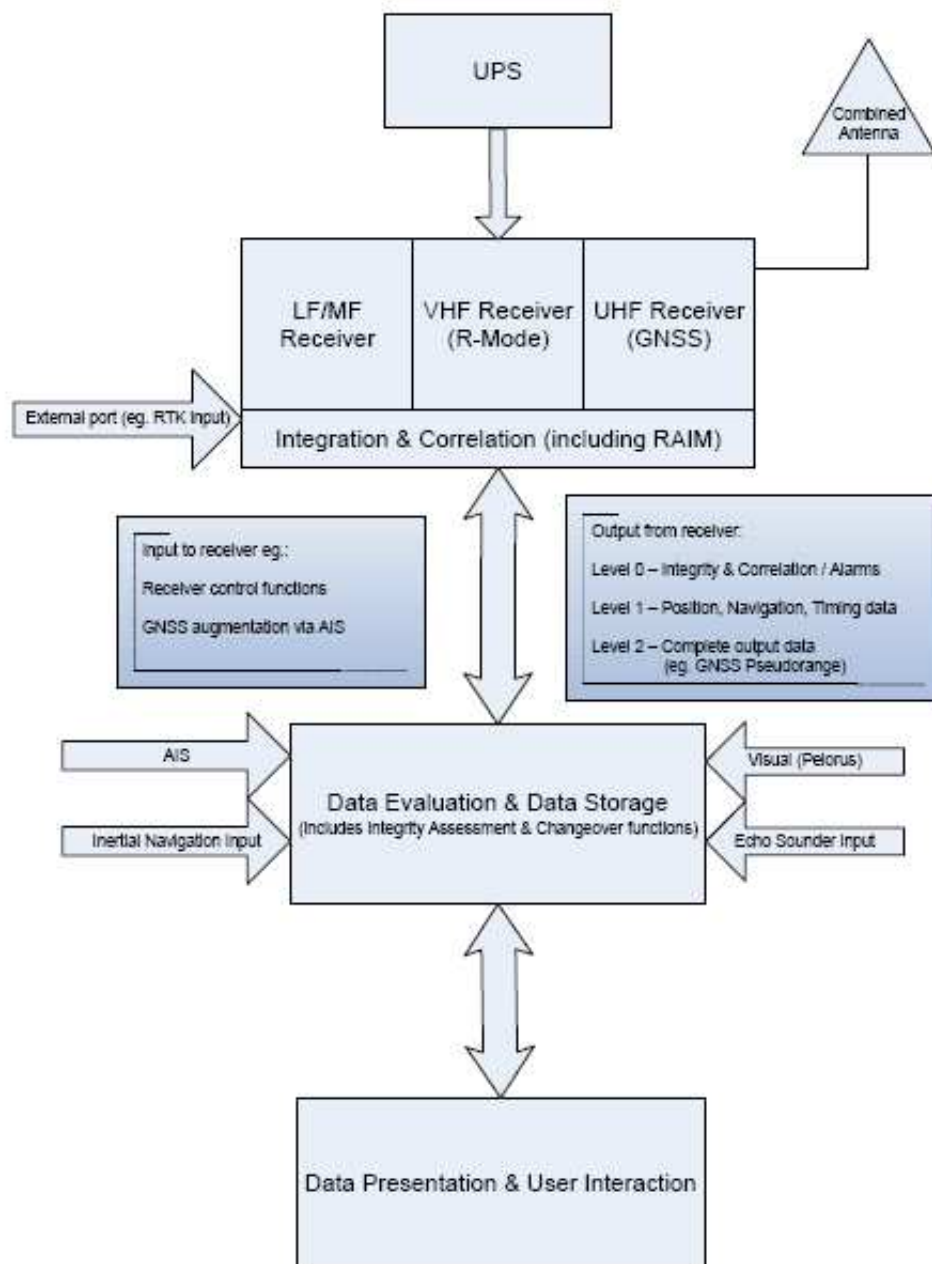 UPS
Combined
Antenna
LF/MF
Receiver
VHF Receiver
(R-Mode)
UHF Receiver
(GNSS)
External port (eg. RTK Input)
Integration & Correlation (including RAIM)
Input to receiver eg.:
Receiver control functions
GNSS augmentation via AIS
Output from receiver:
Level 0 – Integrity & Correlation / Alarms
Level 1 – Position, Navigation, Timing data
Level 2 – Complete output data
(eg. GNSS Pseudorange)
AIS
Inertial Navigation Input
Data Evaluation & Data Storage
(Includes Integrity Assessment & Changeover functions)
Visual (Pelorus)
Echo Sounder Input
Data Presentation & User Interaction